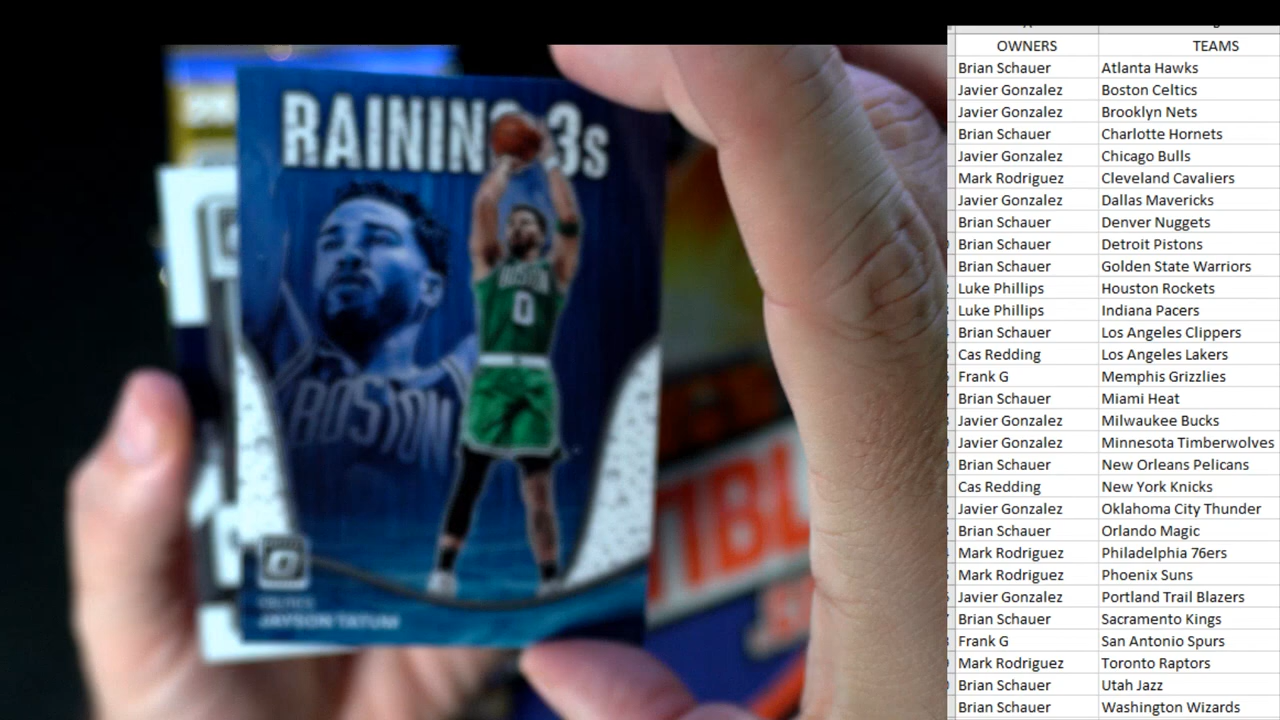 RAINING 3s
BOSTON
0
BOSTON
CELTICS
JAYSON TATUM
OWNERS TEAMS
Brian Schauer Atlanta Hawks
Javier Gonzalez Boston Celtics
Javier Gonzalez Brooklyn Nets
Brian Schauer Charlotte Hornets
Javier Gonzalez Chicago Bulls
Mark Rodriguez Cleveland Cavaliers
Javier Gonzalez Dallas Mavericks
Brian Schauer Denver Nuggets
Brian Schauer Detroit Pistons
Brian Schauer Golden State Warriors
Luke Phillips Houston Rockets
Luke Phillips Indiana Pacers
Brian Schauer Los Angeles Clippers
Cas Redding Los Angeles Lakers
Frank G Memphis Grizzlies
Brian Schauer Miami Heat
Javier Gonzalez Milwaukee Bucks
Javier Gonzalez Minnesota Timberwolves
Brian Schauer New Orleans Pelicans
Cas Redding New York Knicks
Javier Gonzalez Oklahoma City Thunder
Brian Schauer Orlando Magic
Mark Rodriguez Philadelphia 76ers
Mark Rodriguez Phoenix Suns
Javier Gonzalez Portland Trail Blazers
Brian Schauer Sacramento Kings
Frank G San Antonio Spurs
Mark Rodriguez Toronto Raptors
Brian Schauer Utah Jazz
Brian Schauer Washington Wizards